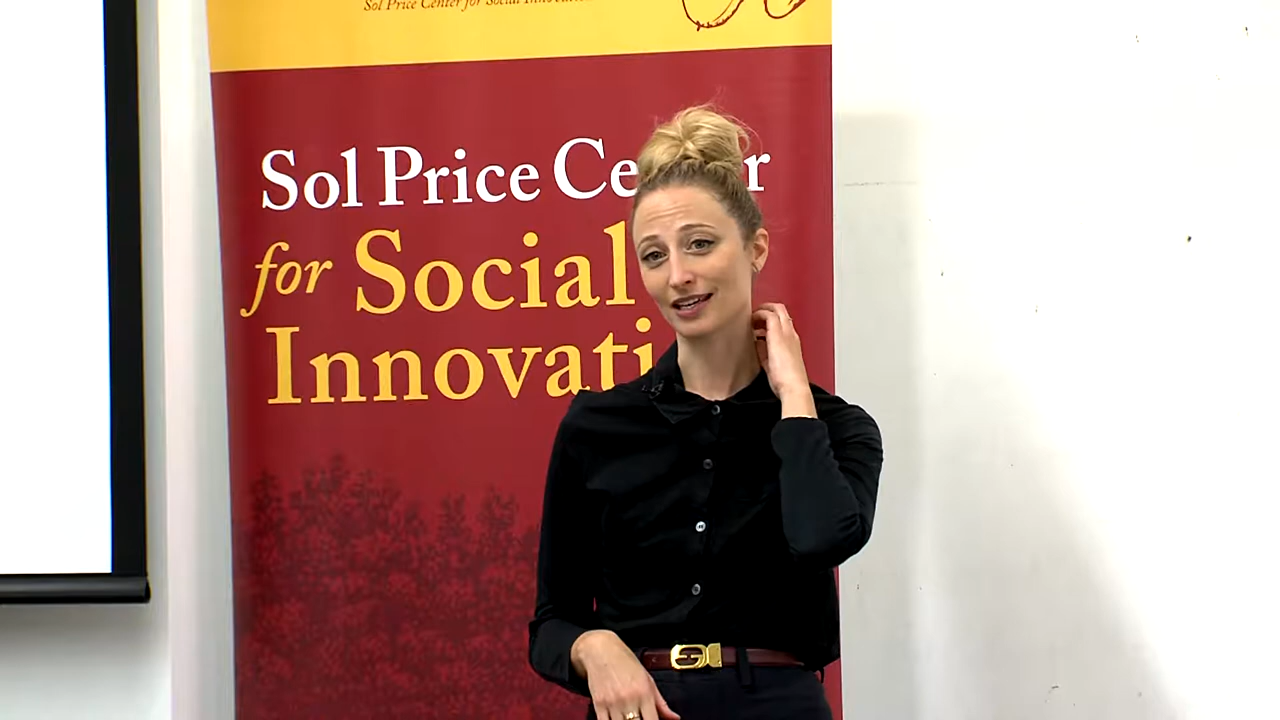 Sol Price Center for Social Innovation
Sol Price Ce r
for Social
Innovati